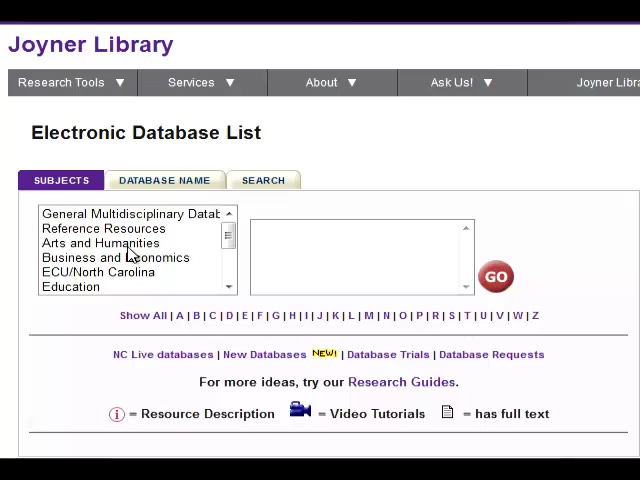 Joyner Library
Research Tools ▼ Services ▼ About ▼ Ask Us! ▼ Joyner Libra
Electronic Database List
SUBJECTS DATABASE NAME SEARCH
General Multidisciplinary Datab
Reference Resources
Arts and Humanities
Business and Economics
ECU/North Carolina
Education
GO
Show All | A | B | C | D | E | F | G | H | I | J | K | L | M | N | O | P | R | S | T | U | V | W | Z
NC Live databases | New Databases NEW! | Database Trials | Database Requests
For more ideas, try our Research Guides.
i = Resource Description = Video Tutorials = has full text